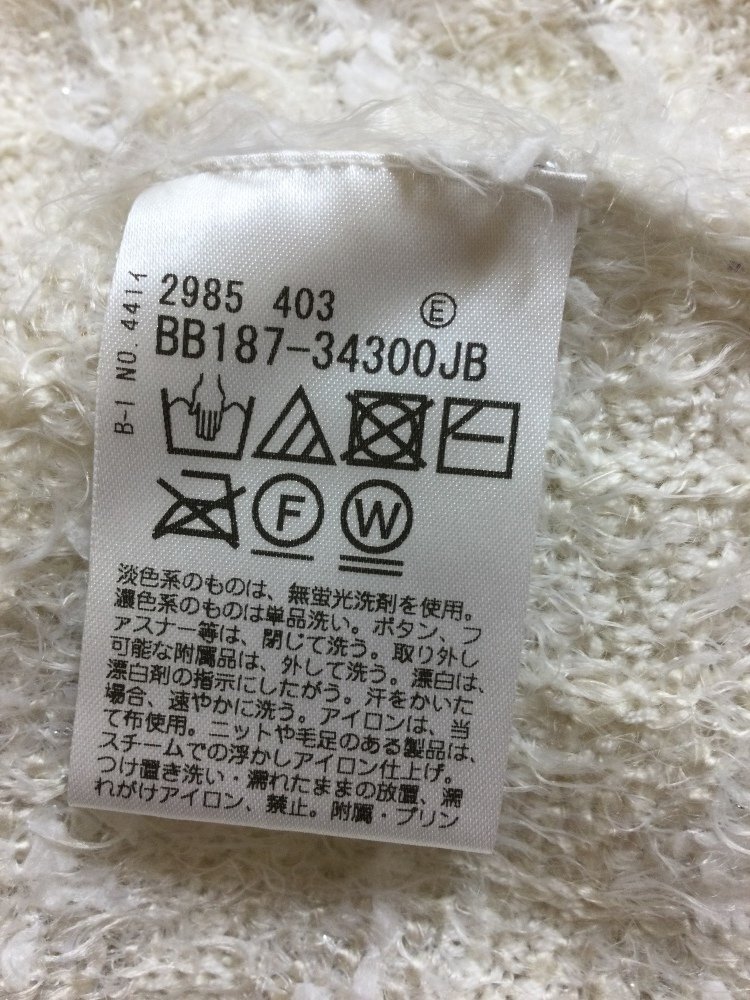 2985 403 Ⓔ
BB187-34300JB
B-1 NO.441イ
F
W
淡色系のものは、無蛍光洗剤を使用。
濃色系のものは単品洗い。ボタン、フ
ァスナー等は、閉じて洗う。取り外し
可能な附属品は、外して洗う。漂白は、
漂白剤の指示にしたがう。汗をかいた
場合、速やかに洗う。アイロンは、当
て布使用。ニットや毛足のある製品は、
スチームでの浮かしアイロン仕上げ。
つけ置き洗い・濡れたままの放置、濡
れがけアイロン、禁止。附属・プリン